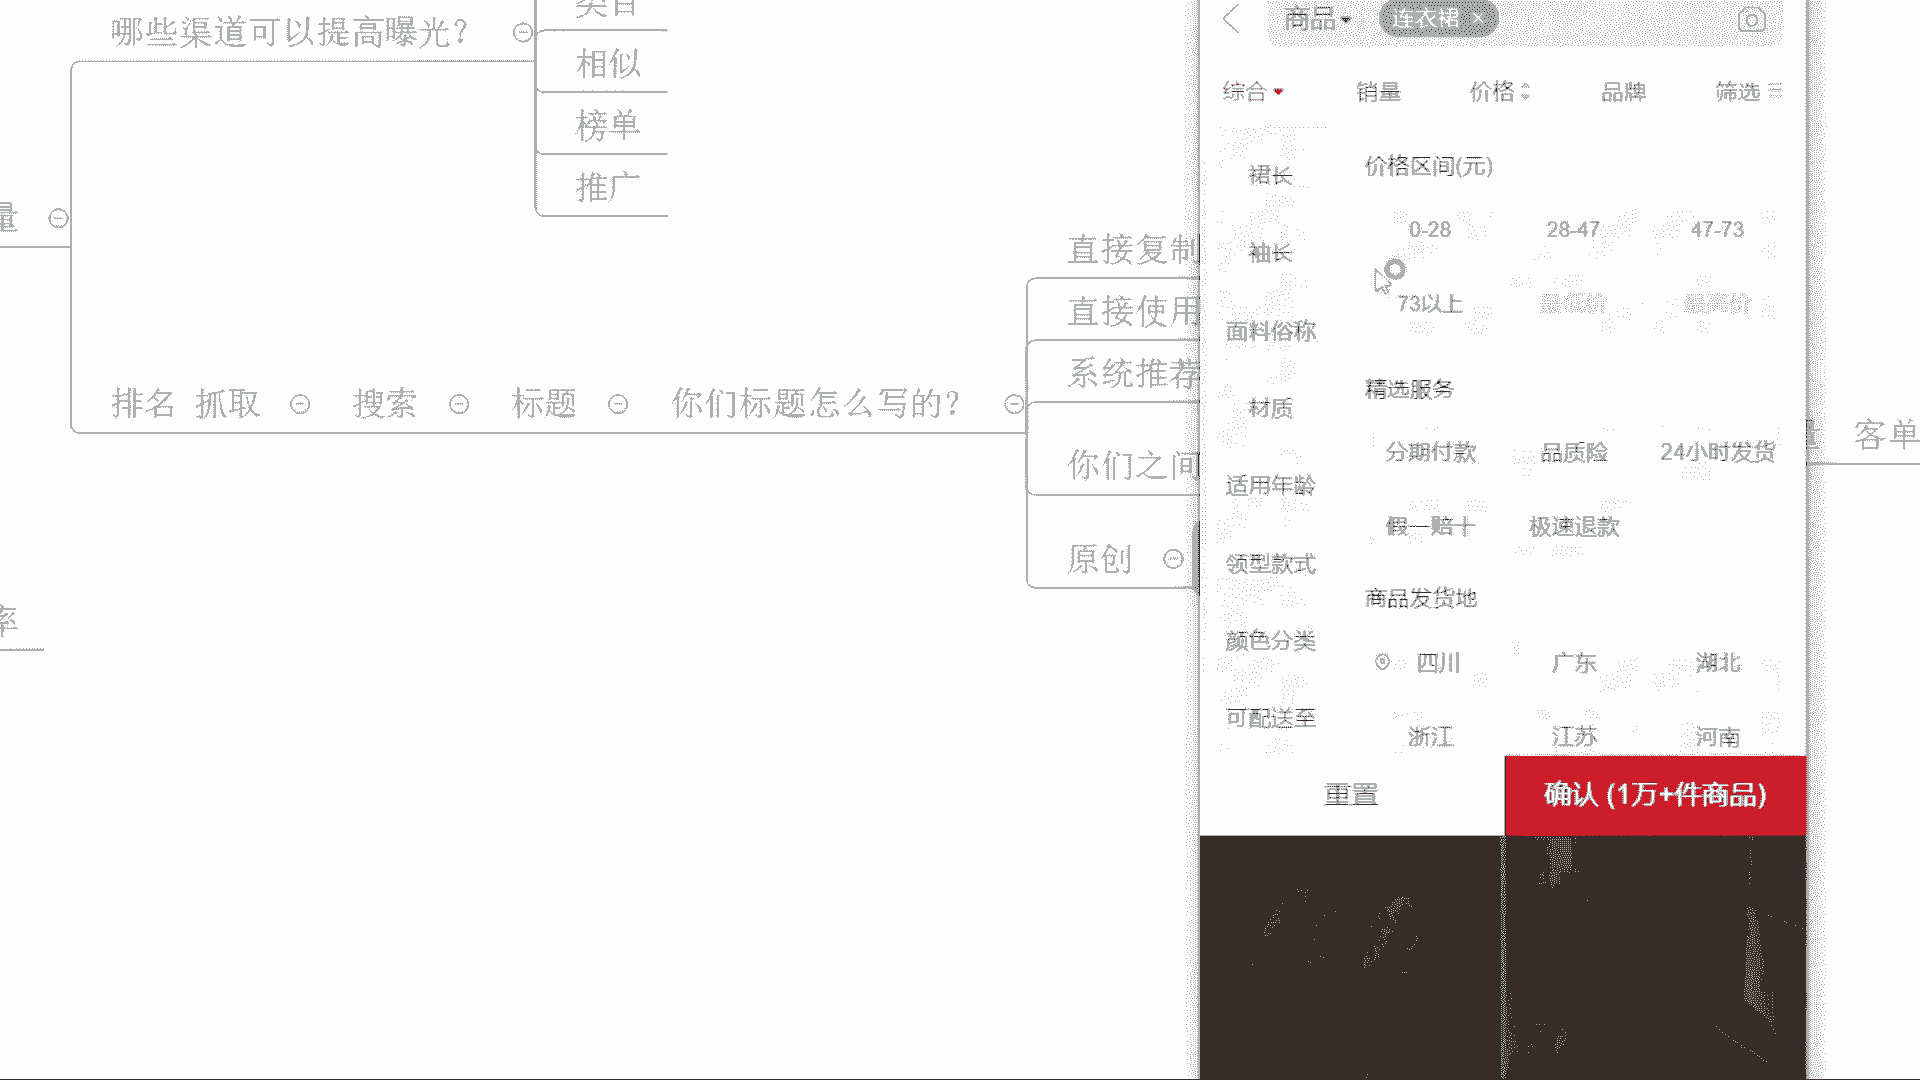 哪些渠道可以提高曝光？
类目
相似
榜单
推广
量
排名 抓取
搜索
标题
你们标题怎么写的？
直接复制
直接使用
系统推荐
你们之间
原创
率
客单
商品
连衣裙 ×
综合
销量
价格
品牌
筛选
裙长
袖长
面料俗称
材质
适用年龄
领型款式
颜色分类
可配送至
价格区间(元)
0-28
28-47
47-73
73以上
最低价
最高价
精选服务
分期付款
品质险
24小时发货
假一赔十
极速退款
商品发货地
四川
广东
湖北
浙江
江苏
河南
重置
确认 (1万+件商品)